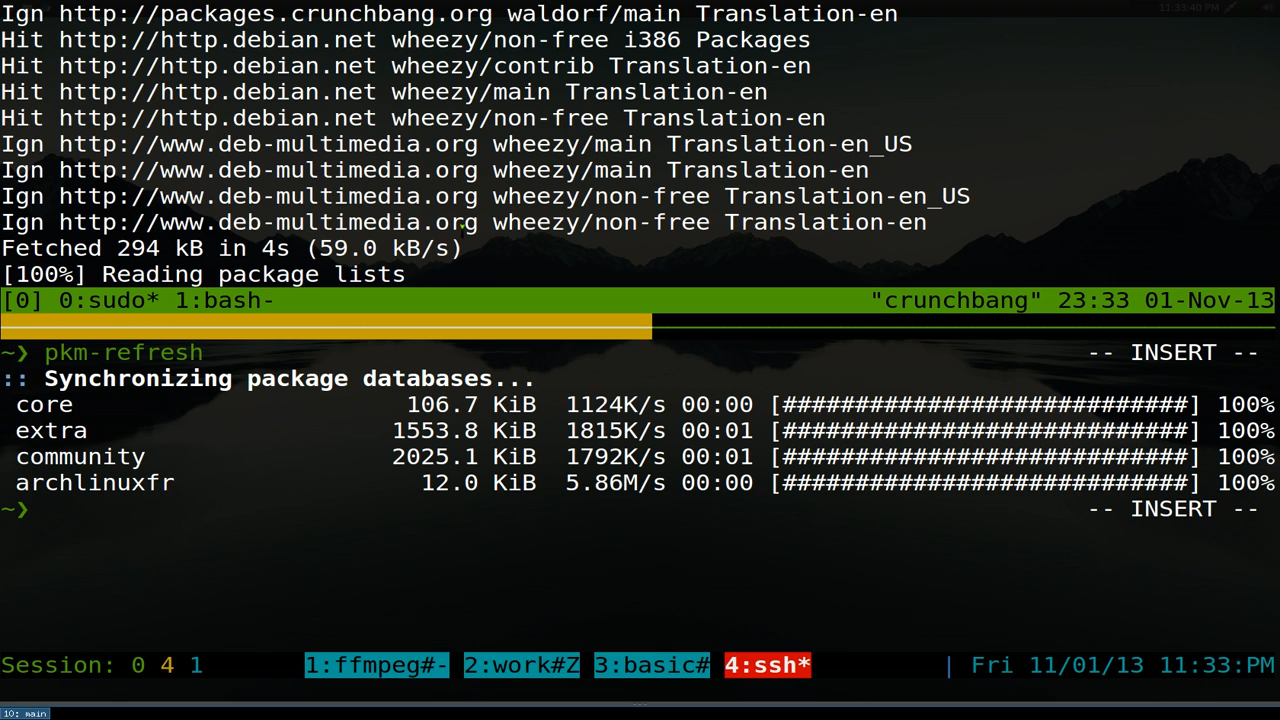 11:33:40 PM
Ign http://packages.crunchbang.org waldorf/main Translation-en
Hit http://http.debian.net wheezy/non-free i386 Packages
Hit http://http.debian.net wheezy/contrib Translation-en
Hit http://http.debian.net wheezy/main Translation-en
Hit http://http.debian.net wheezy/non-free Translation-en
Ign http://www.deb-multimedia.org wheezy/main Translation-en_US
Ign http://www.deb-multimedia.org wheezy/main Translation-en
Ign http://www.deb-multimedia.org wheezy/non-free Translation-en_US
Ign http://www.deb-multimedia.org wheezy/non-free Translation-en
Fetched 294 kB in 4s (59.0 kB/s)
[100%] Reading package lists
[0] 0:sudo* 1:bash- "crunchbang" 23:33 01-Nov-13
~❯ pkm-refresh -- INSERT --
:: Synchronizing package databases...
core 106.7 KiB 1124K/s 00:00 [############################] 100%
extra 1553.8 KiB 1815K/s 00:01 [############################] 100%
community 2025.1 KiB 1792K/s 00:01 [############################] 100%
archlinuxfr 12.0 KiB 5.86M/s 00:00 [############################] 100%
~❯ -- INSERT --
Session: 0 4 1 1:ffmpeg#- 2:work#Z 3:basic# 4:ssh* | Fri 11/01/13 11:33:PM
10: main